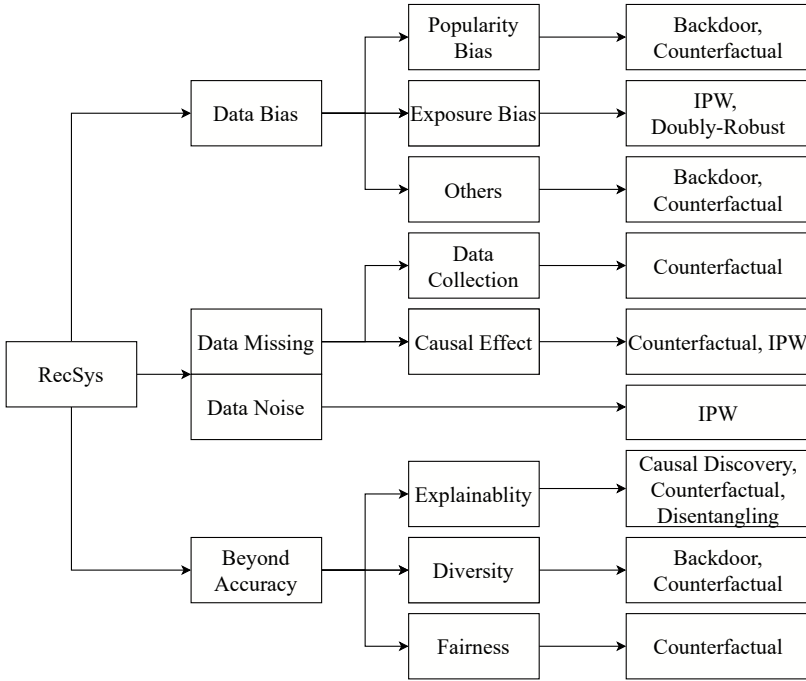 RecSys
Data Bias
Popularity
Bias
Backdoor,
Counterfactual
Exposure Bias
IPW,
Doubly-Robust
Others
Backdoor,
Counterfactual
Data Missing
Data
Collection
Counterfactual
Causal Effect
Counterfactual, IPW
Data Noise
IPW
Beyond
Accuracy
Explainablity
Causal Discovery,
Counterfactual,
Disentangling
Diversity
Backdoor,
Counterfactual
Fairness
Counterfactual